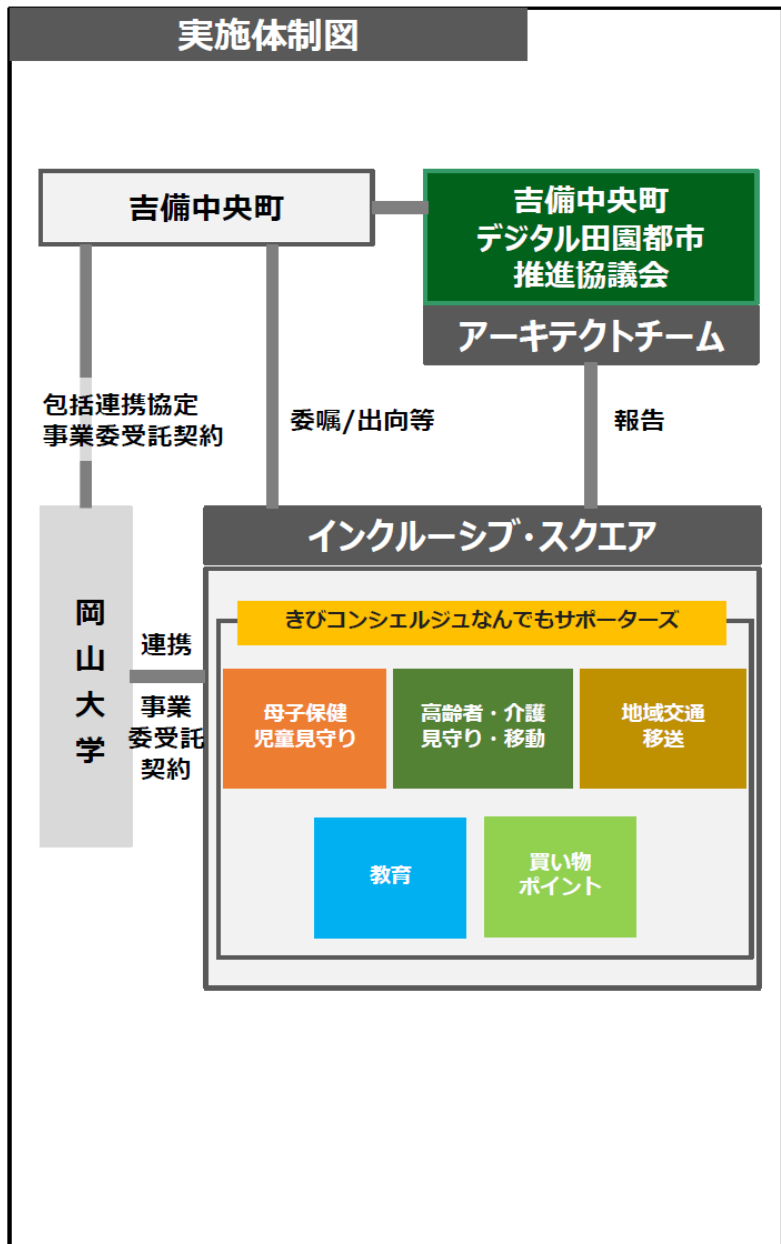 実施体制図
吉備中央町
吉備中央町
デジタル田園都市
推進協議会
アーキテクトチーム
包括連携協定
事業委受託契約
委嘱/出向等
報告
インクルーシブ・スクエア
岡山大学
連携
事業
委受託
契約
きびコンシェルジュなんでもサポーターズ
母子保健
児童見守り
高齢者・介護
見守り・移動
地域交通
移送
教育
買い物
ポイント